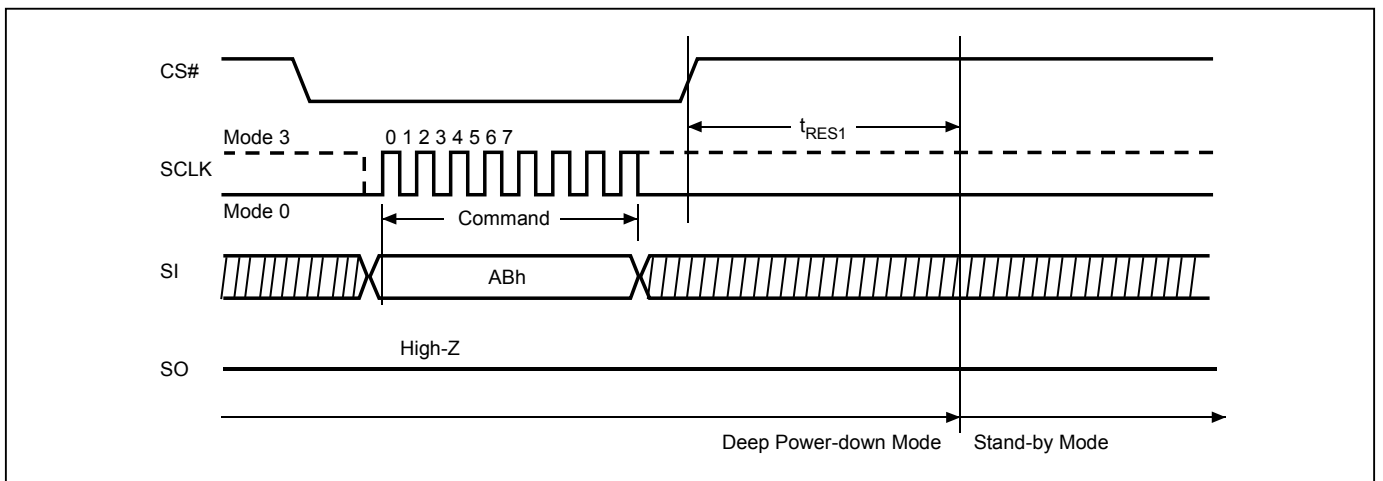 CS#
tRES1
Mode 3
0 1 2 3 4 5 6 7
SCLK
Mode 0
Command
SI
ABh
High-Z
SO
Deep Power-down Mode
Stand-by Mode